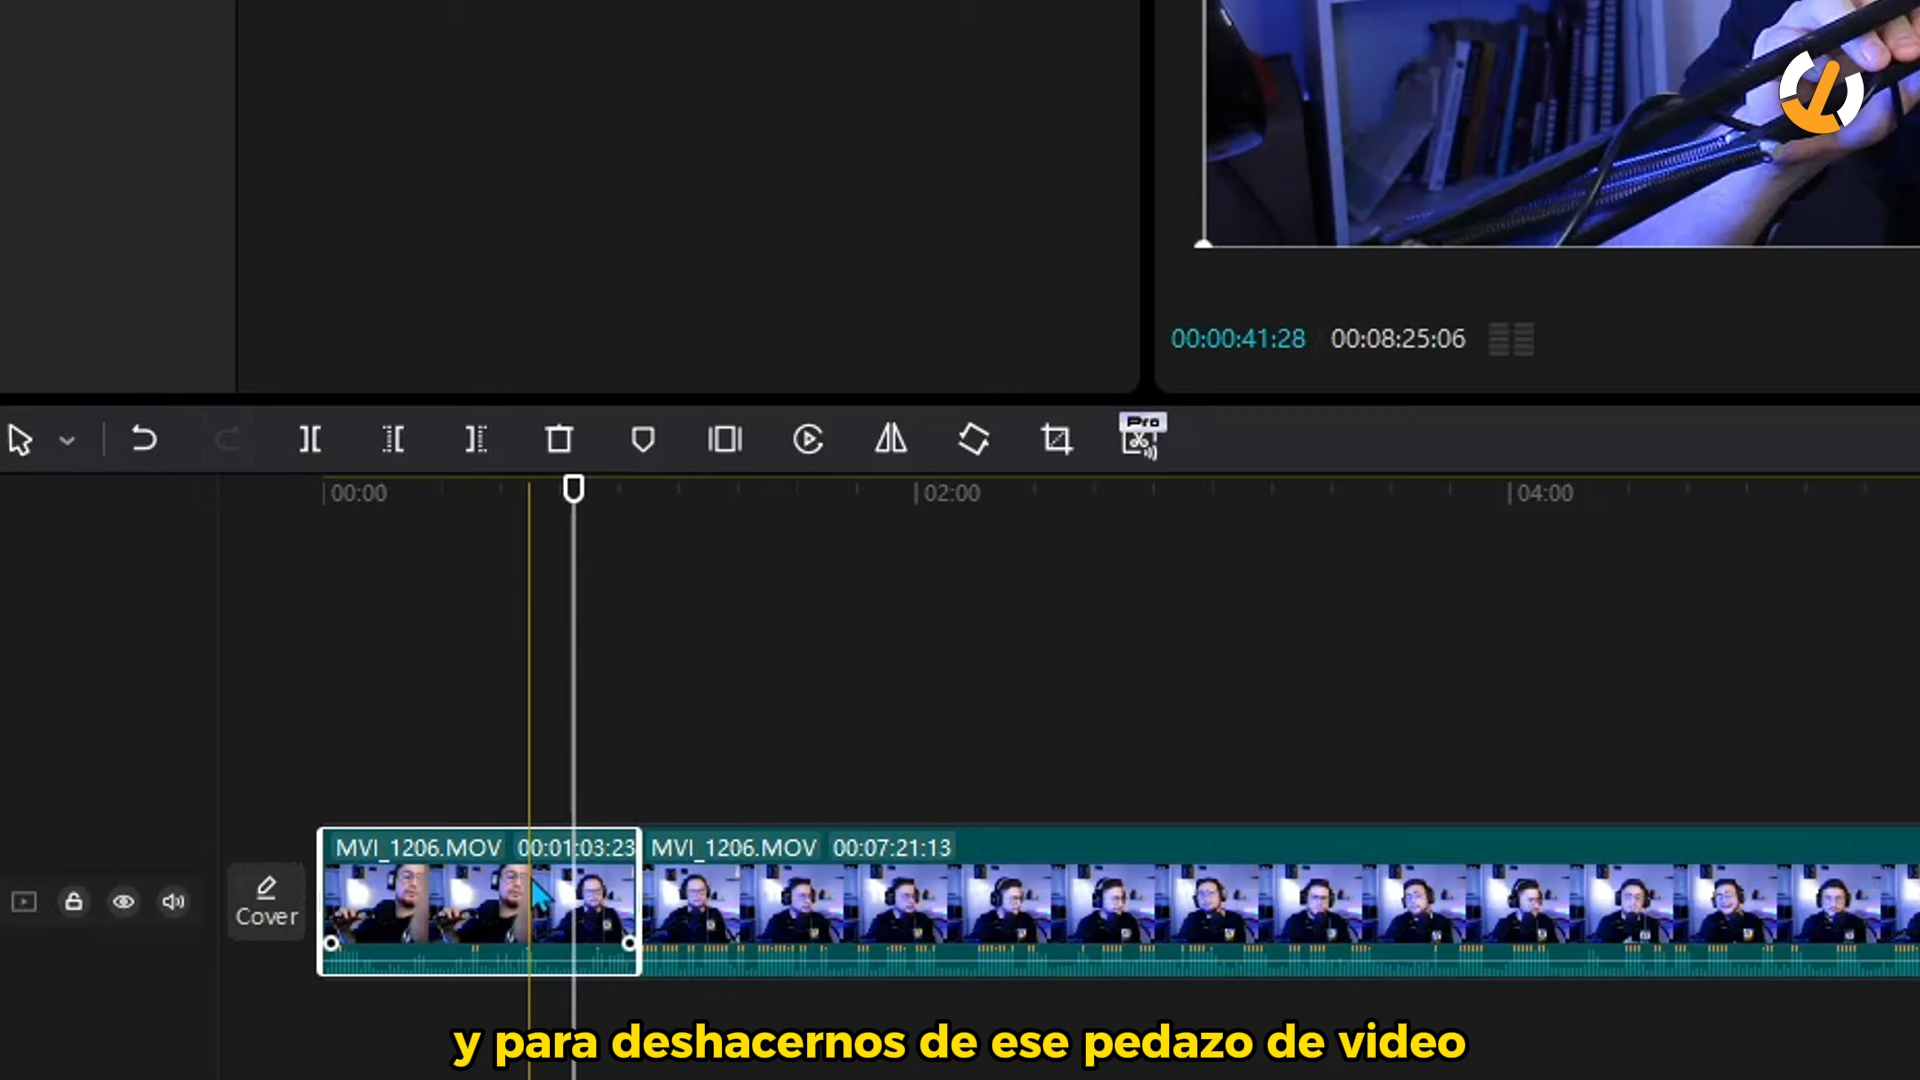 00:00:41:28 00:08:25:06
Pro
00:00 02:00 04:00
MVI_1206.MOV 00:01:03:23 MVI_1206.MOV 00:07:21:13
Cover
y para deshacernos de ese pedazo de video